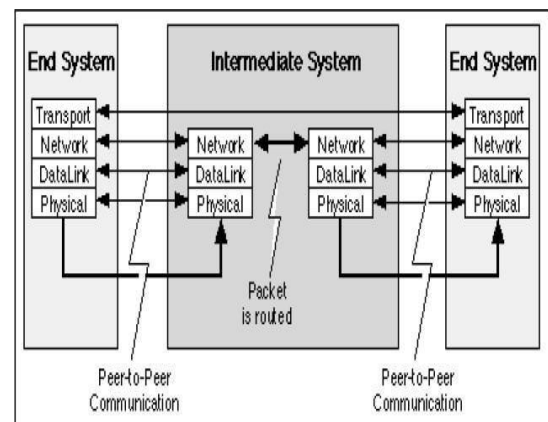 End System
Intermediate System
End System
Transport
Network
DataLink
Physical
Network
DataLink
Physical
Network
DataLink
Physical
Transport
Network
DataLink
Physical
Packet
is routed
Peer-to-Peer
Communication
Peer-to-Peer
Communication